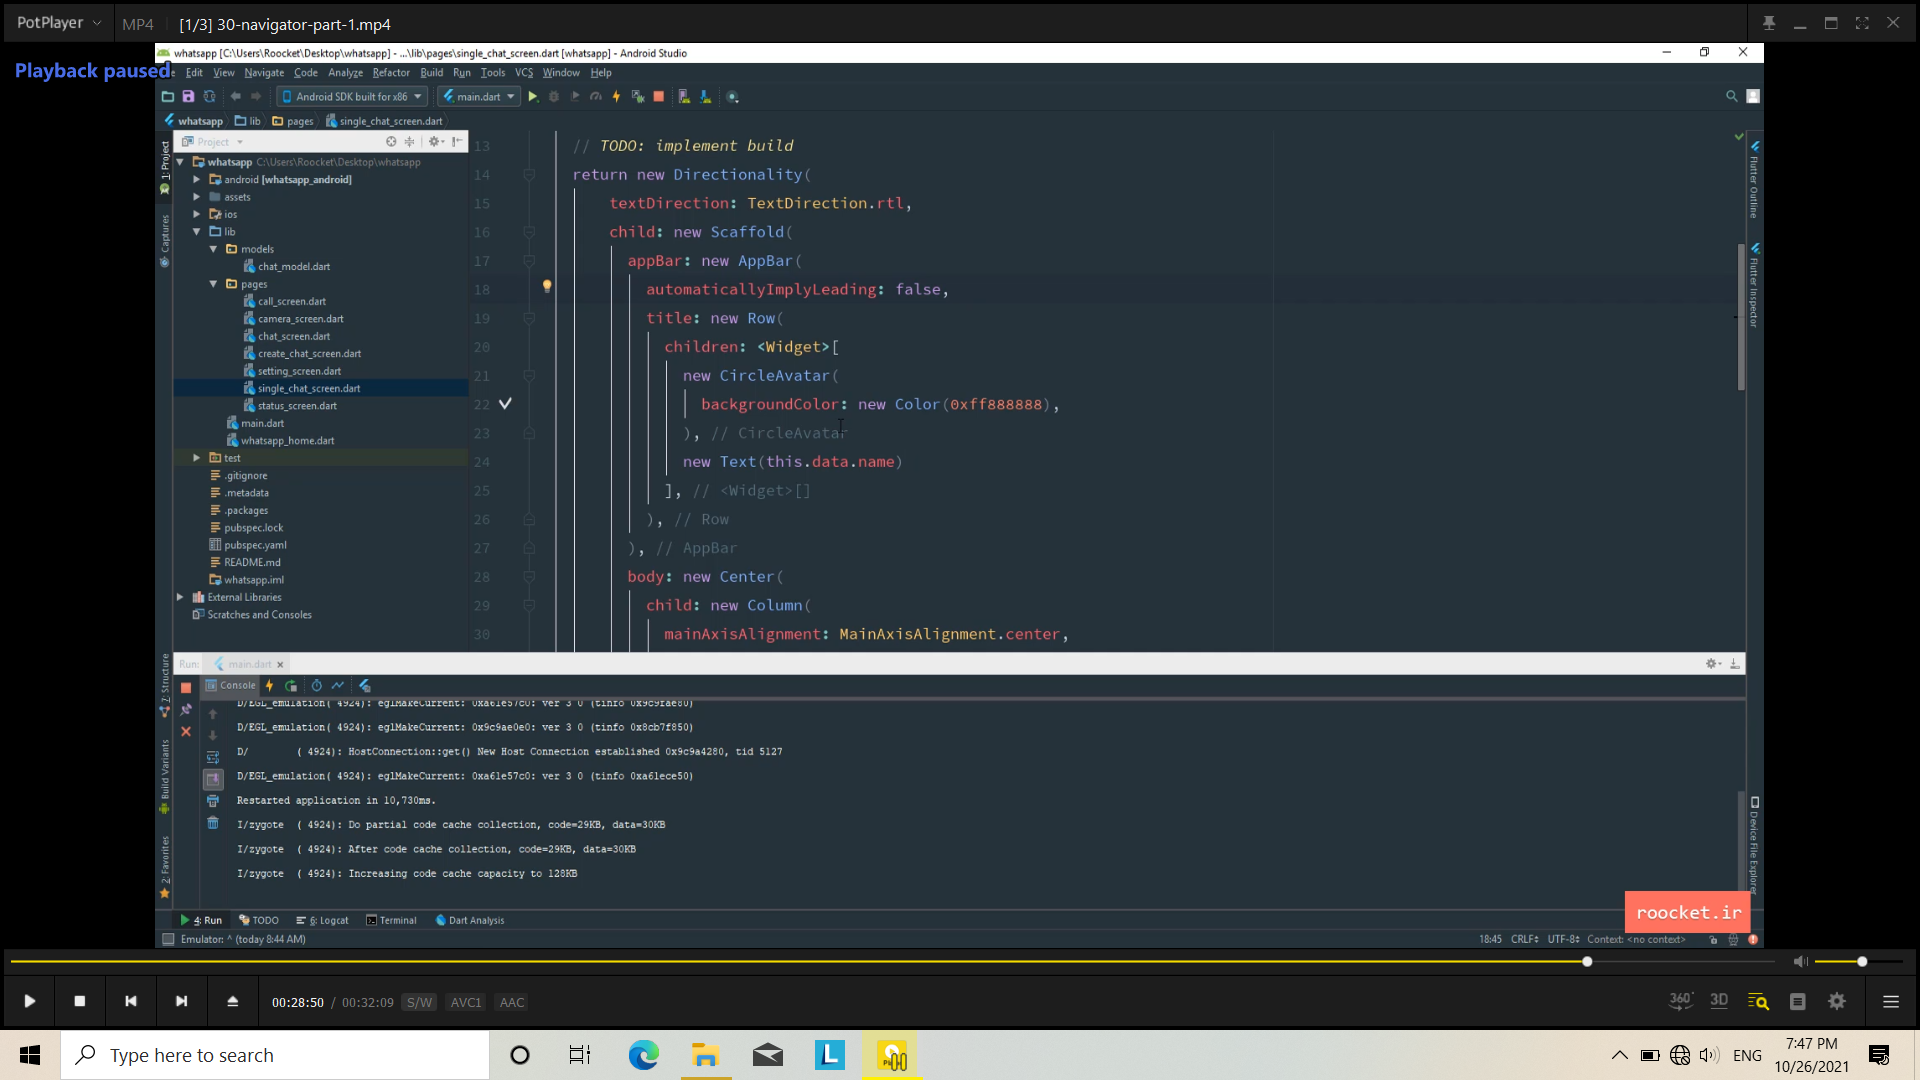 PotPlayer
MP4
[1/3] 30-navigator-part-1.mp4
Playback paused
whatsapp [C:\Users\Roocket\Desktop\whatsapp] - ...\lib\pages\single_chat_screen.dart [whatsapp] - Android Studio
Edit View Navigate Code Analyze Refactor Build Run Tools VCS Window Help
Android SDK built for x86
main.dart
whatsapp lib pages single_chat_screen.dart
Project
whatsapp C:\Users\Roocket\Desktop\whatsapp
android [whatsapp_android]
assets
ios
lib
models
chat_model.dart
pages
call_screen.dart
camera_screen.dart
chat_screen.dart
create_chat_screen.dart
setting_screen.dart
single_chat_screen.dart
status_screen.dart
main.dart
whatsapp_home.dart
test
.gitignore
.metadata
.packages
pubspec.lock
pubspec.yaml
README.md
whatsapp.iml
External Libraries
Scratches and Consoles
1: Project
Captures
Z: Structure
Build Variants
2: Favorites
13 // TODO: implement build
14 return new Directionality(
15 textDirection: TextDirection.rtl,
16 child: new Scaffold(
17 appBar: new AppBar(
18 automaticallyImplyLeading: false,
19 title: new Row(
20 children: <Widget>[
21 new CircleAvatar(
22 backgroundColor: new Color(0xff888888),
23 ), // CircleAvatar
24 new Text(this.data.name)
25 ], // <Widget>[]
26 ), // Row
27 ), // AppBar
28 body: new Center(
29 child: new Column(
30 mainAxisAlignment: MainAxisAlignment.center,
Flutter Outline
Flutter Inspector
Device File Explorer
Run: main.dart
Console
D/EGL_emulation( 4924): eglMakeCurrent: 0xa61e57c0: ver 3 0 (tinfo 0x9c9fae80)
D/EGL_emulation( 4924): eglMakeCurrent: 0x9c9ae0e0: ver 3 0 (tinfo 0x8cb7f850)
D/ ( 4924): HostConnection::get() New Host Connection established 0x9c9a4280, tid 5127
D/EGL_emulation( 4924): eglMakeCurrent: 0xa61e57c0: ver 3 0 (tinfo 0xa61ece50)
Restarted application in 10,730ms.
I/zygote ( 4924): Do partial code cache collection, code=29KB, data=30KB
I/zygote ( 4924): After code cache collection, code=29KB, data=30KB
I/zygote ( 4924): Increasing code cache capacity to 128KB
4: Run TODO 6: Logcat Terminal Dart Analysis
roocket.ir
Emulator: ^ (today 8:44 AM)
18:45 CRLF UTF-8 Context: <no context>
00:28:50 / 00:32:09 S/W AVC1 AAC
360° 3D
Type here to search
L
ENG
7:47 PM
10/26/2021